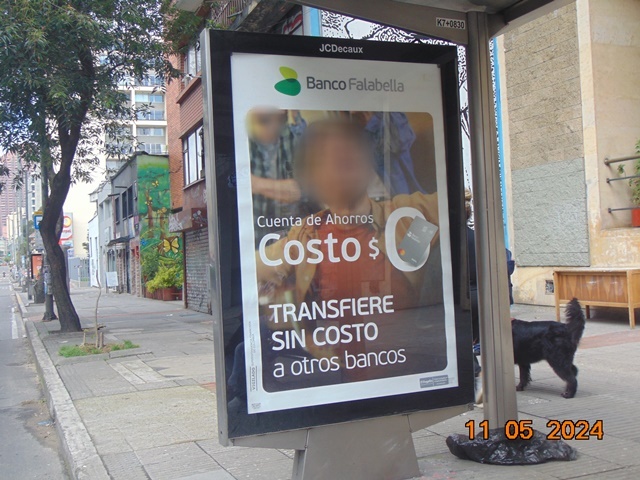 K7+0830
JCDecaux
Banco Falabella
Cuenta de Ahorros
Costo $0
TRANSFIERE
SIN COSTO
a otros bancos
11 05 2024